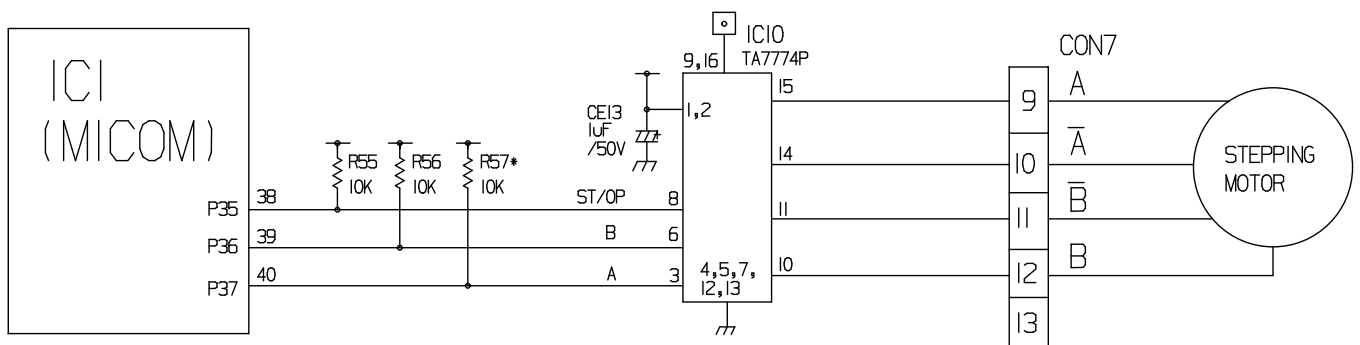 IC1
(MICOM)
P35
38
P36
39
P37
40
R55
10K
R56
10K
R57*
10K
CE13
1uF
/50V
+
ST/OP
B
A
IC10
TA7774P
9,16
1,2
8
6
3
4,5,7,
12,13
15
14
11
10
CON7
9
10
11
12
13
A
A̅
B̅
B
STEPPING
MOTOR